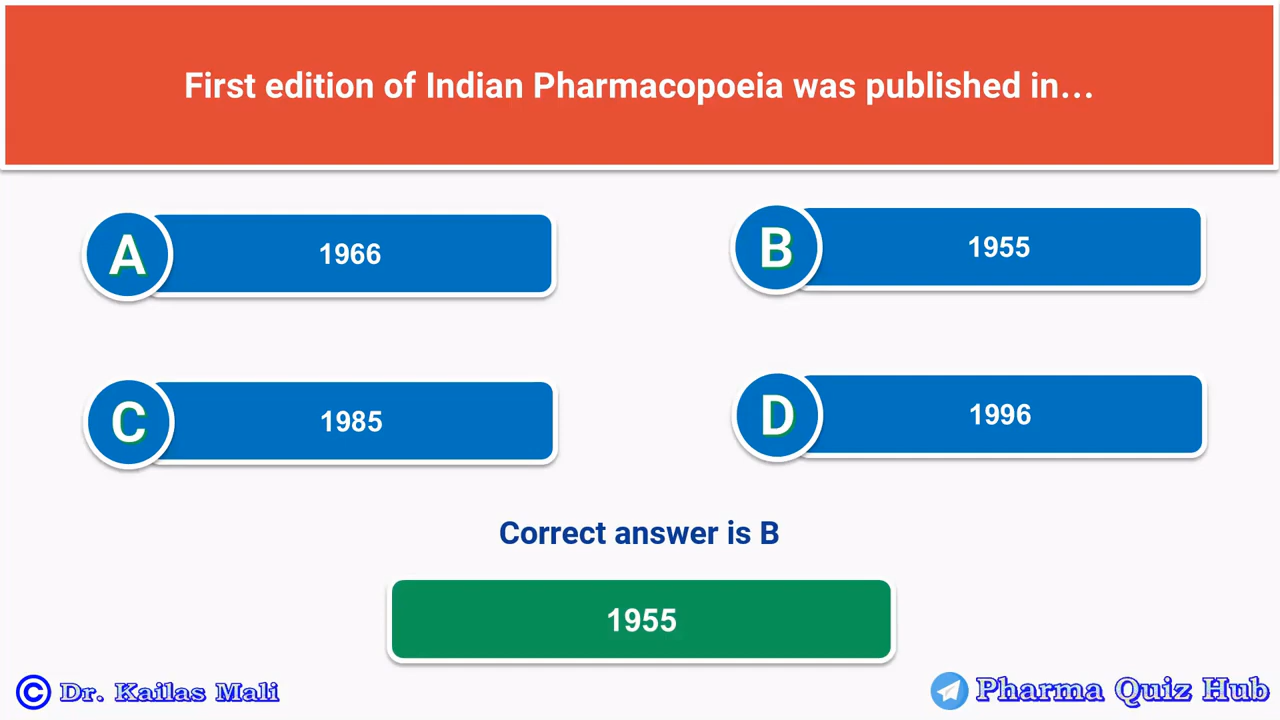 First edition of Indian Pharmacopoeia was published in...
A 1966
B 1955
C 1985
D 1996
Correct answer is B
1955
© Dr. Kailas Mali
Pharma Quiz Hub